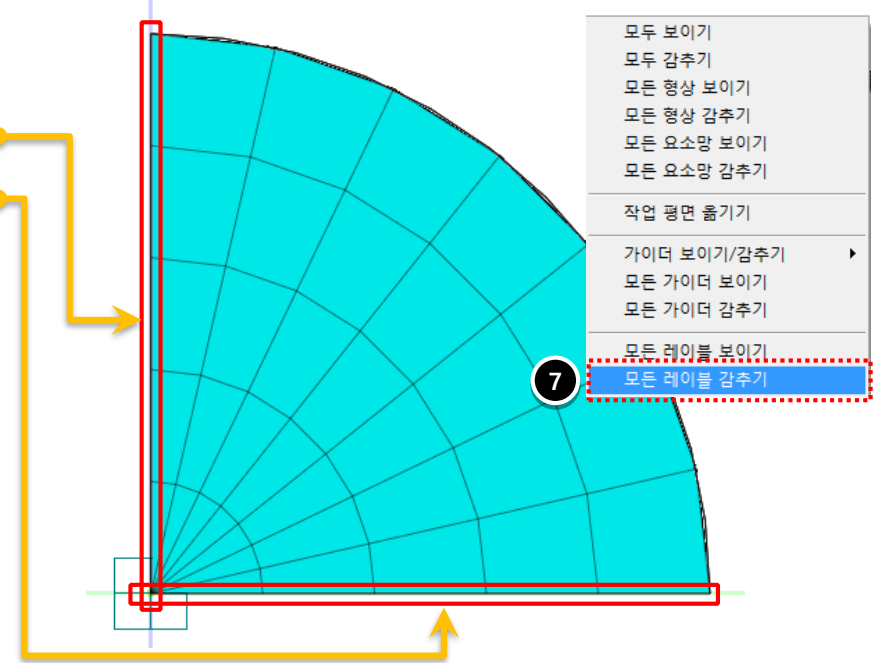 모두 보이기
모두 감추기
모든 형상 보이기
모든 형상 감추기
모든 요소망 보이기
모든 요소망 감추기
작업 평면 옮기기
가이더 보이기/감추기
모든 가이더 보이기
모든 가이더 감추기
모든 레이블 보이기
7
모든 레이블 감추기